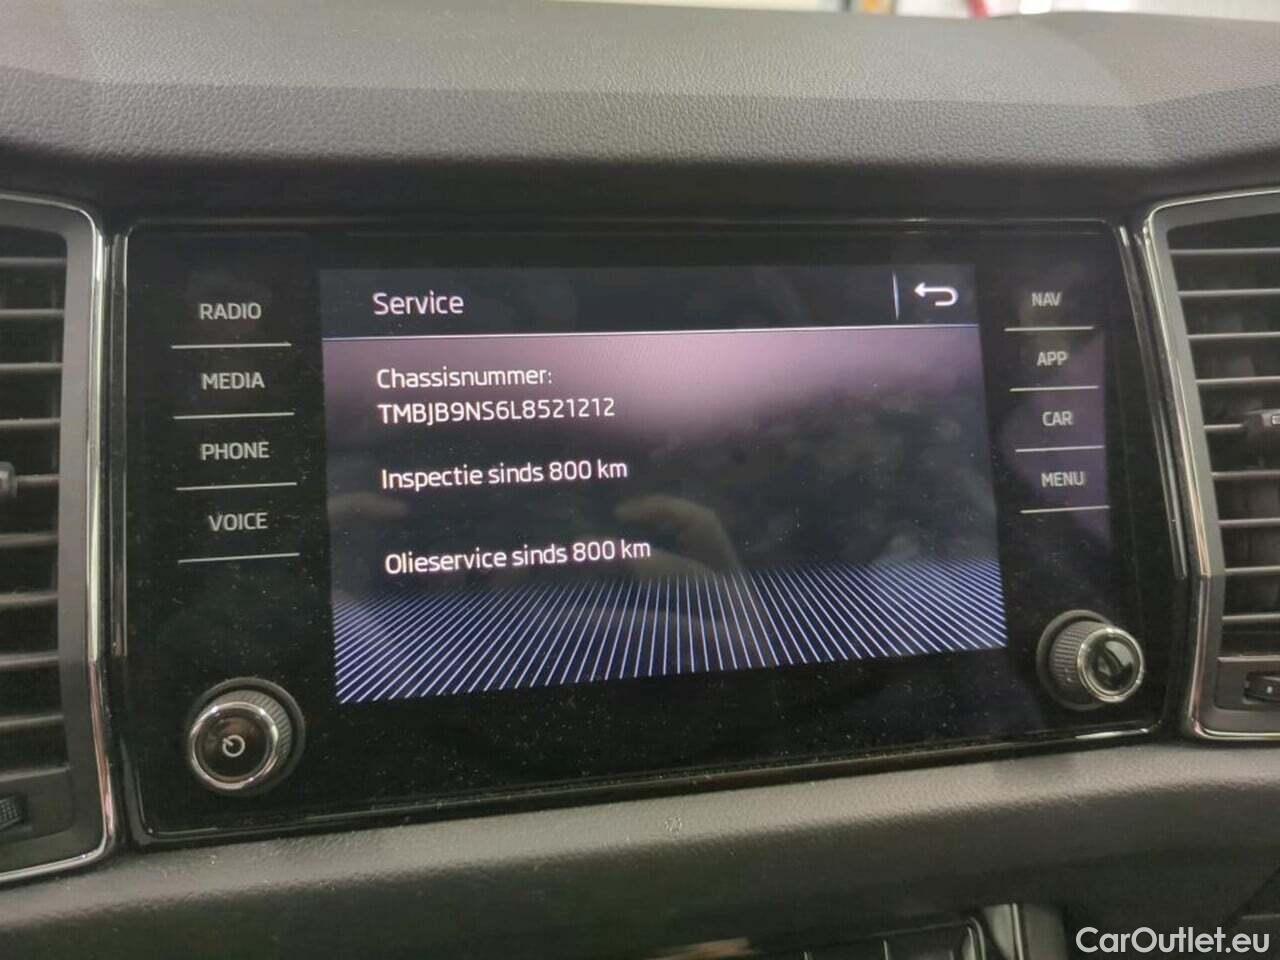 RADIO
MEDIA
PHONE
VOICE
Service
Chassisnummer:
TMBJB9NS6L8521212
Inspectie sinds 800 km
Olieservice sinds 800 km
NAV
APP
CAR
MENU
CarOutlet.eu